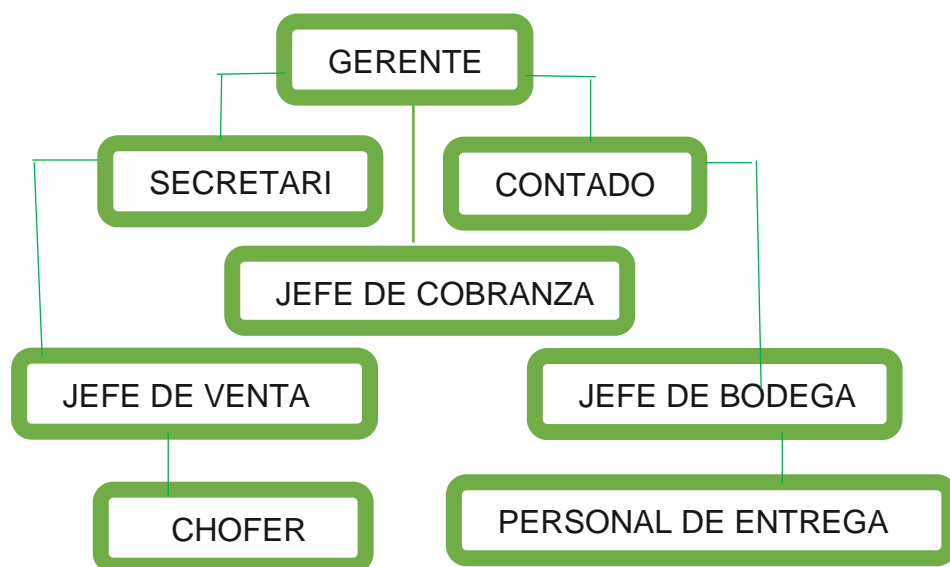 GERENTE
SECRETARI
CONTADO
JEFE DE COBRANZA
JEFE DE VENTA
JEFE DE BODEGA
CHOFER
PERSONAL DE ENTREGA